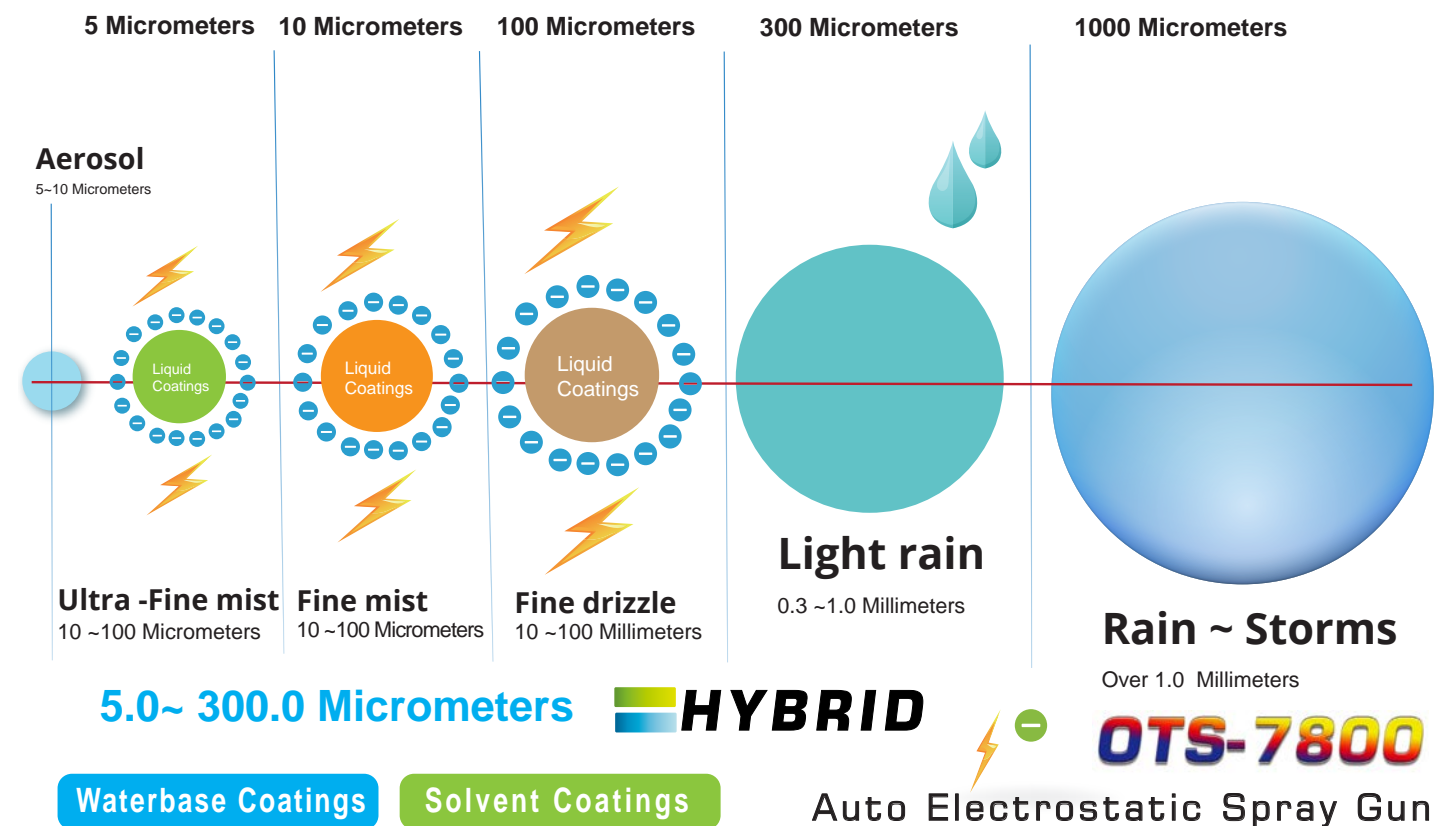 5 Micrometers
10 Micrometers
100 Micrometers
300 Micrometers
1000 Micrometers
Aerosol
5~10 Micrometers
Liquid
Coatings
Liquid
Coatings
Liquid
Coatings
Ultra -Fine mist
10 ~100 Micrometers
Fine mist
10 ~100 Micrometers
Fine drizzle
10 ~100 Millimeters
Light rain
0.3 ~1.0 Millimeters
Rain ~ Storms
Over 1.0 Millimeters
5.0~ 300.0 Micrometers
HYBRID
OTS-7800
Waterbase Coatings
Solvent Coatings
Auto Electrostatic Spray Gun